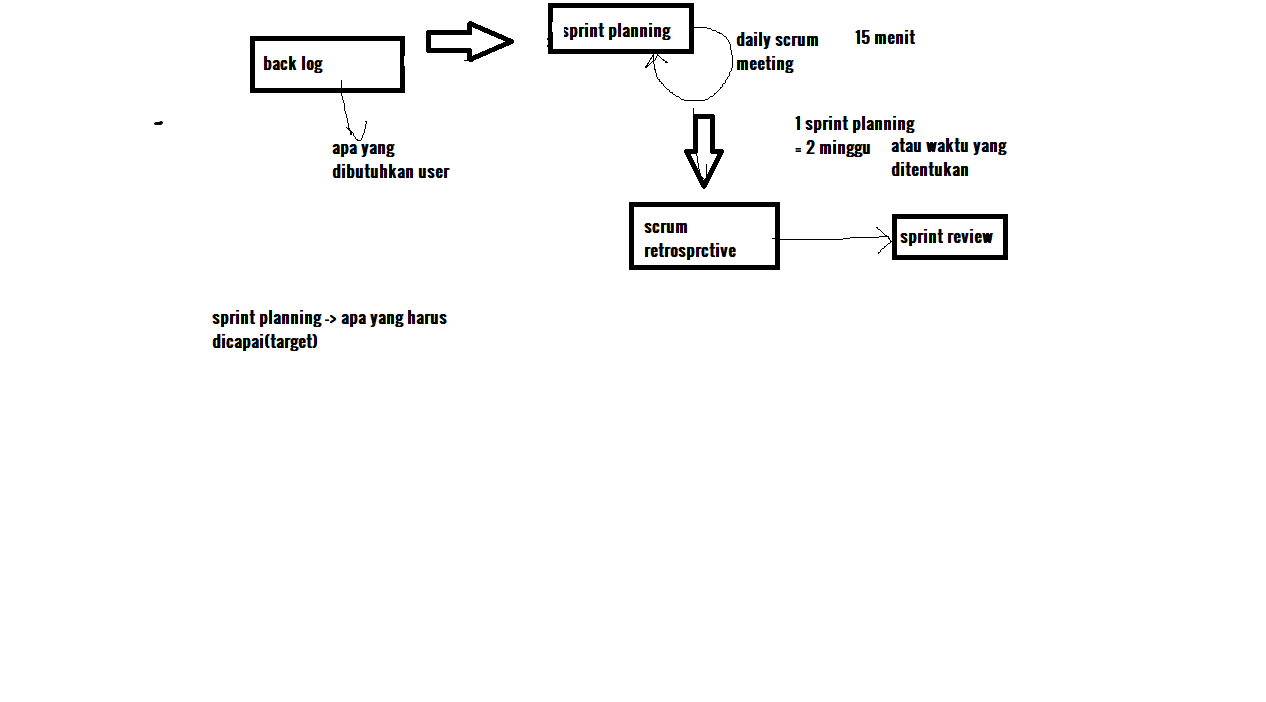 sprint planning
back log
daily scrum
meeting
15 menit
1 sprint planning
= 2 minggu
atau waktu yang
ditentukan
apa yang
dibutuhkan user
scrum
retrosprctive
sprint review
sprint planning -> apa yang harus
dicapai(target)